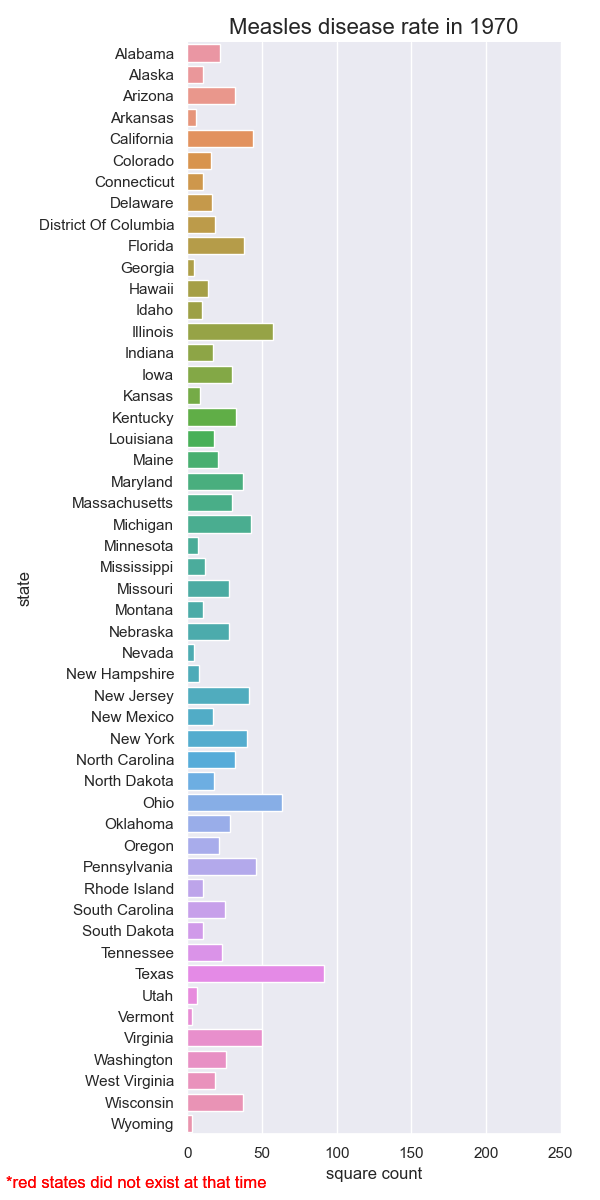 Measles disease rate in 1970
Alabama
Alaska
Arizona
Arkansas
California
Colorado
Connecticut
Delaware
District Of Columbia
Florida
Georgia
Hawaii
Idaho
Illinois
Indiana
Iowa
Kansas
Kentucky
Louisiana
Maine
Maryland
Massachusetts
Michigan
Minnesota
Mississippi
Missouri
Montana
Nebraska
Nevada
New Hampshire
New Jersey
New Mexico
New York
North Carolina
North Dakota
Ohio
Oklahoma
Oregon
Pennsylvania
Rhode Island
South Carolina
South Dakota
Tennessee
Texas
Utah
Vermont
Virginia
Washington
West Virginia
Wisconsin
Wyoming
state
0 50 100 150 200 250
square count
*red states did not exist at that time